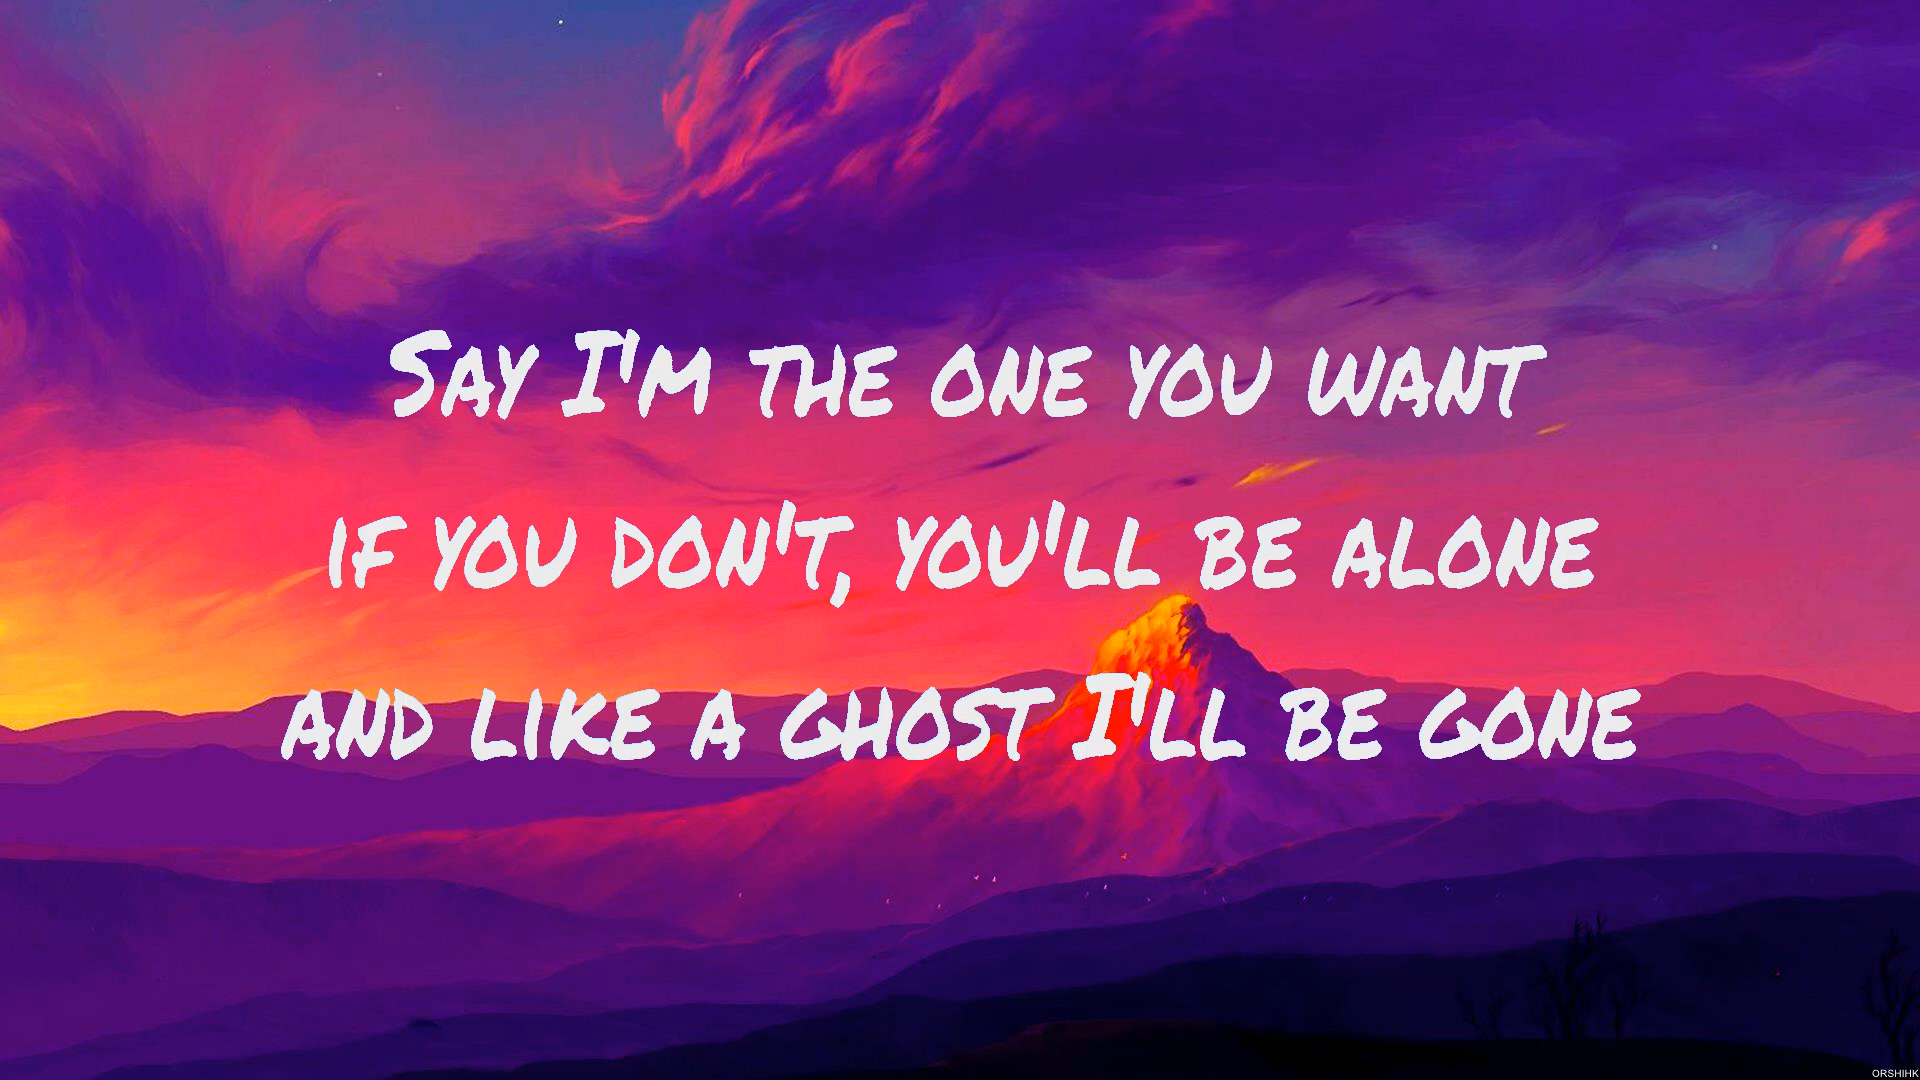 Say I'm the one you want
if you don't, you'll be alone
and like a ghost I'll be gone
ORSHIHK